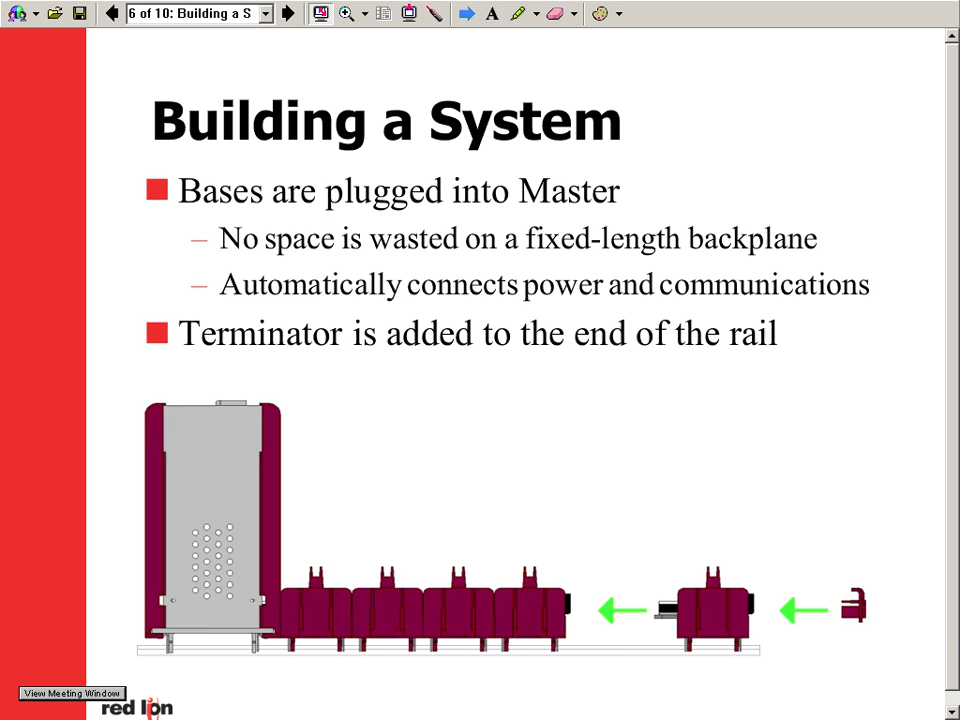 6 of 10: Building a S
A
Building a System
Bases are plugged into Master
– No space is wasted on a fixed-length backplane
– Automatically connects power and communications
Terminator is added to the end of the rail
View Meeting Window
red lion